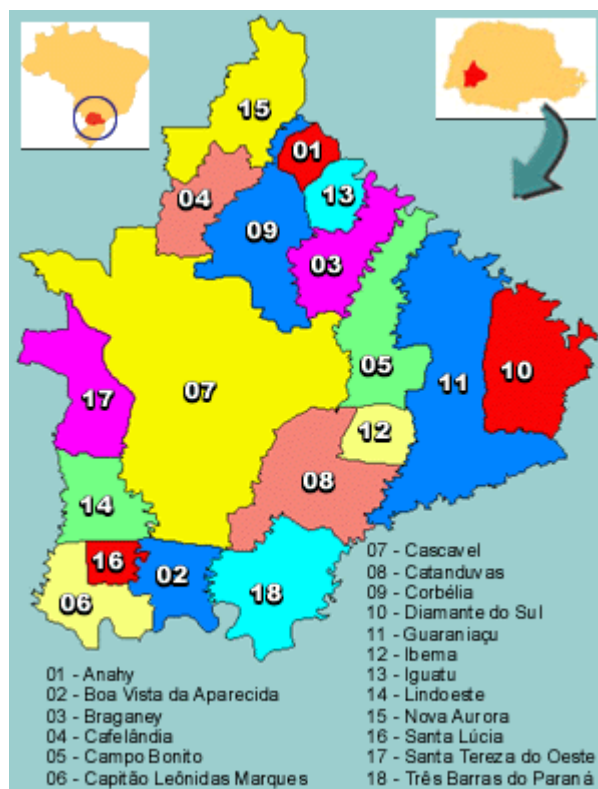 15
01
04
13
09
03
05
10
17
07
11
12
08
14
16
02
06
18
07 - Cascavel
08 - Catanduvas
09 - Corbélia
10 - Diamante do Sul
11 - Guaraniaçu
12 - Ibema
13 - Iguatu
14 - Lindoeste
15 - Nova Aurora
16 - Santa Lúcia
17 - Santa Tereza do Oeste
18 - Três Barras do Paraná
01 - Anahy
02 - Boa Vista da Aparecida
03 - Braganey
04 - Cafelândia
05 - Campo Bonito
06 - Capitão Leônidas Marques